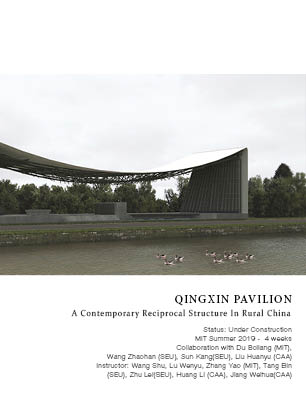 QINGXIN PAVILION
A Contemporary Reciprocal Structure In Rural China
Status: Under Construction
MIT Summer 2019 - 4 weeks
Collaboration with Du Boliang (MIT),
Wang Zhaohan (SEU), Sun Kang(SEU), Liu Huanyu (CAA)
Instructor: Wang Shu, Lu Wenyu, Zhang Yao (MIT), Tang Bin
(SEU), Zhu Lei(SEU), Huang Li (CAA), Jiang Weihua(CAA)